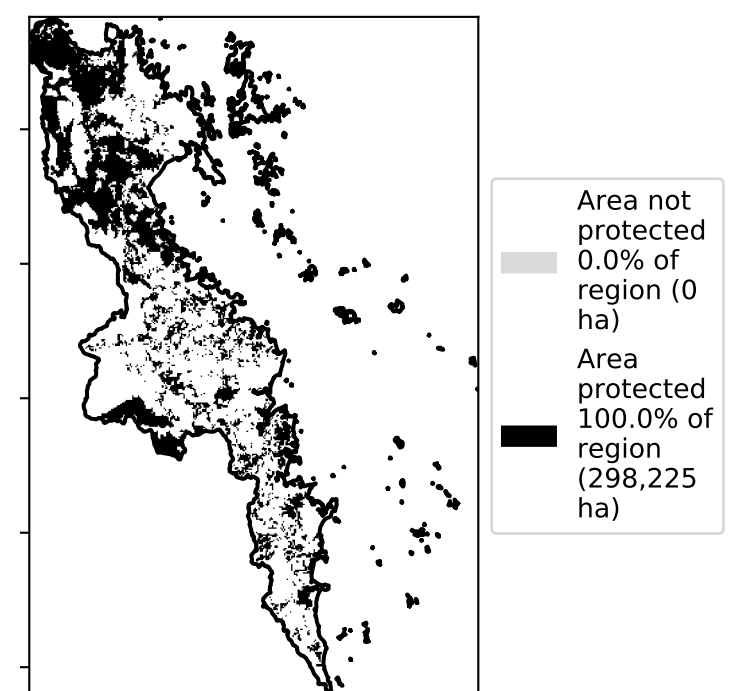 Area not
protected
0.0% of
region (0
ha)
Area
protected
100.0% of
region
(298,225
ha)